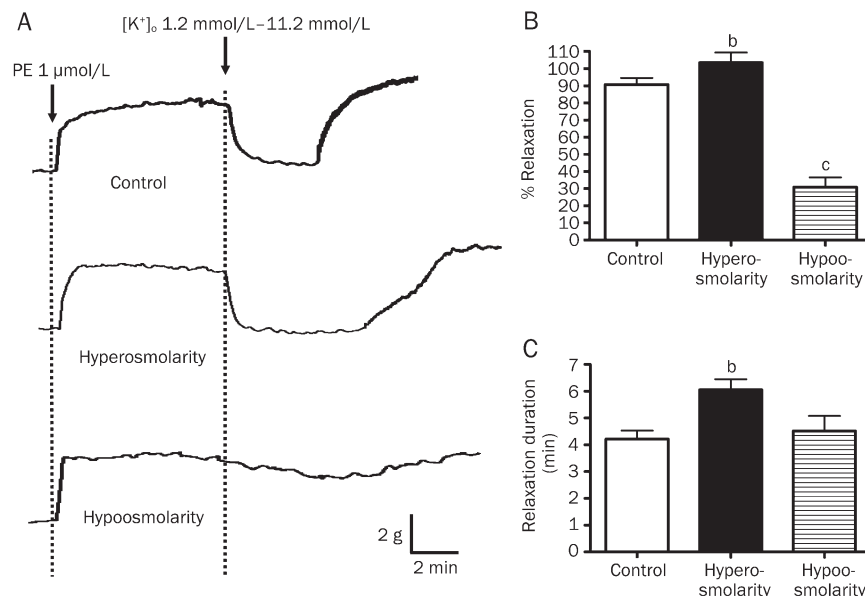 A
[K⁺]ₒ 1.2 mmol/L–11.2 mmol/L
PE 1 μmol/L
Control
Hyperosmolarity
Hypoosmolarity
2 g
2 min
B
% Relaxation
110
100
90
80
70
60
50
40
30
20
10
0
b
c
Control
Hypero-
smolarity
Hypoo-
smolarity
C
Relaxation duration
(min)
7
6
5
4
3
2
1
0
b
Control
Hypero-
smolarity
Hypoo-
smolarity